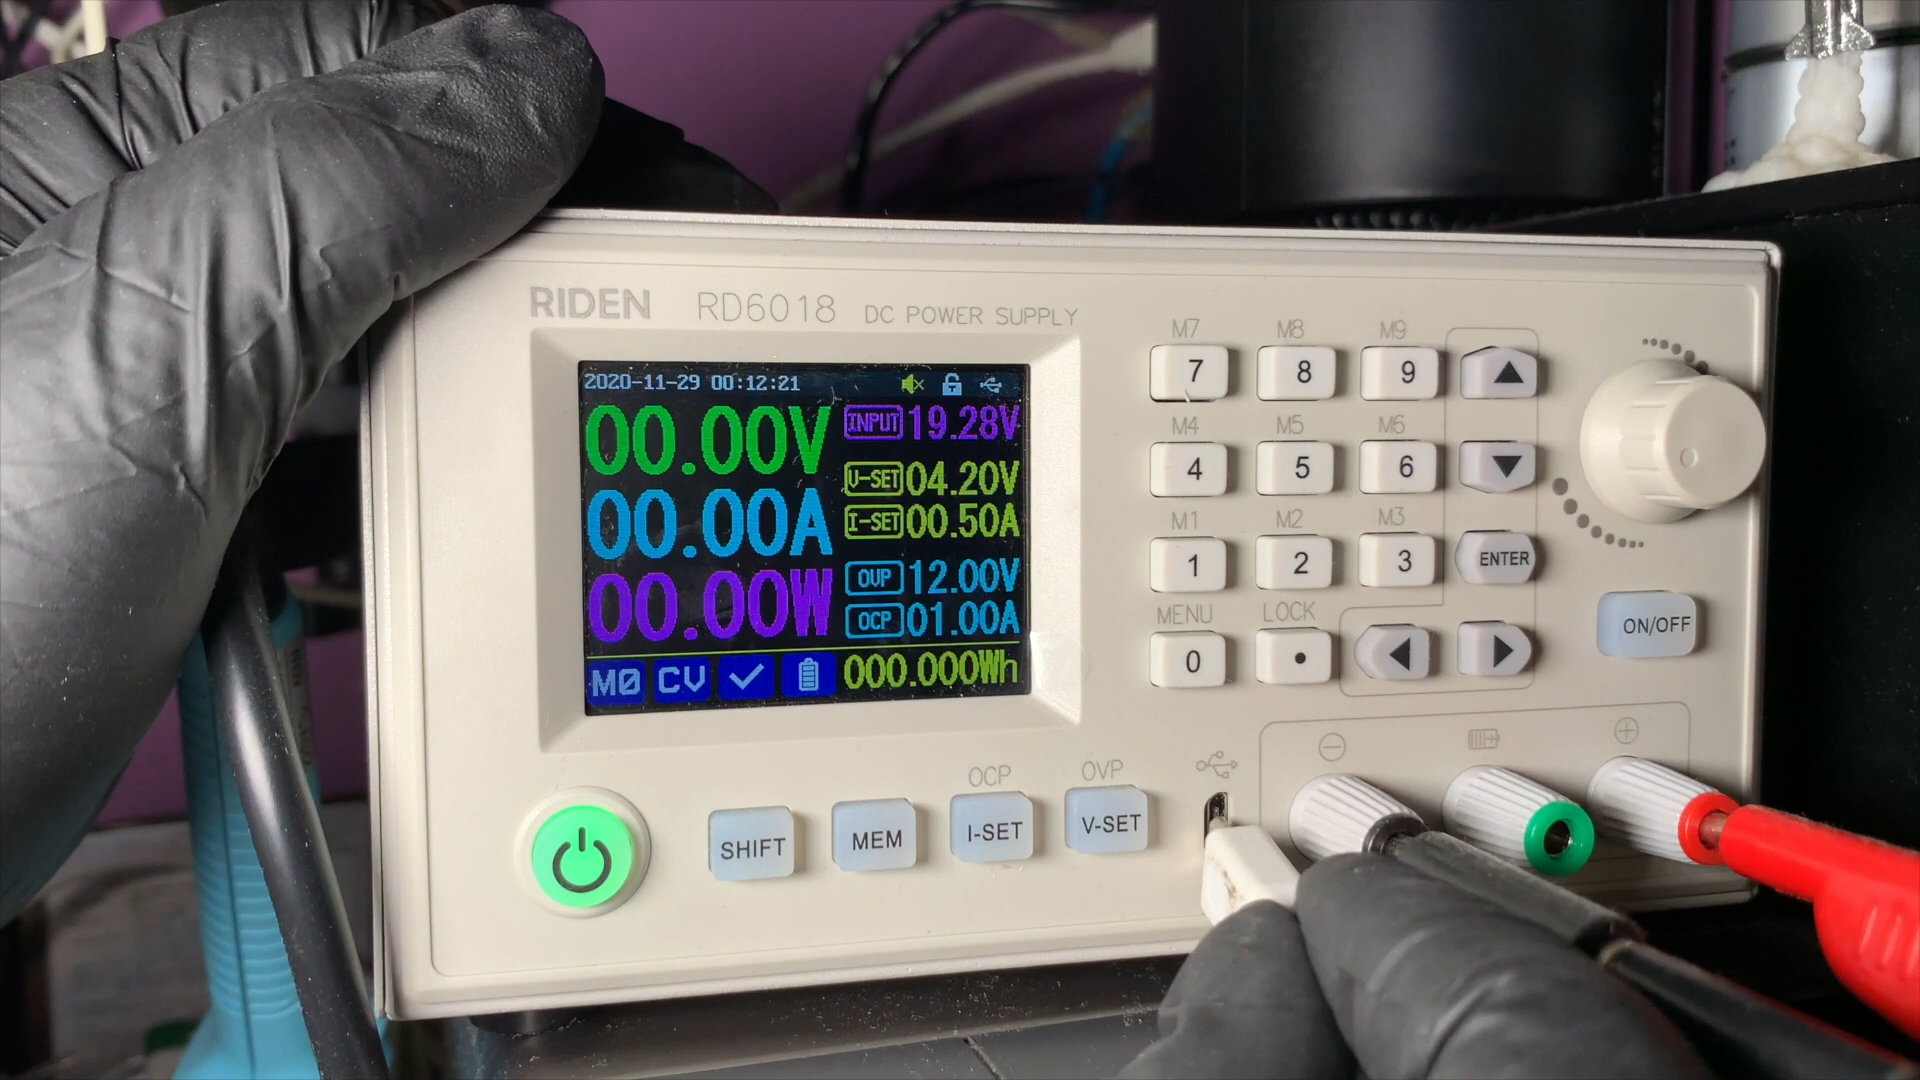 RIDEN RD6018 DC POWER SUPPLY
2020-11-29 00:12:21
00.00V
INPUT 19.28V
V-SET 04.20V
00.00A
I-SET 00.50A
OVP 12.00V
00.00W
OCP 01.00A
M0 CV 000.000Wh
M7 M8 M9
7 8 9
M4 M5 M6
4 5 6
M1 M2 M3
1 2 3 ENTER
MENU LOCK
0 • ON/OFF
OCP OVP
SHIFT MEM I-SET V-SET